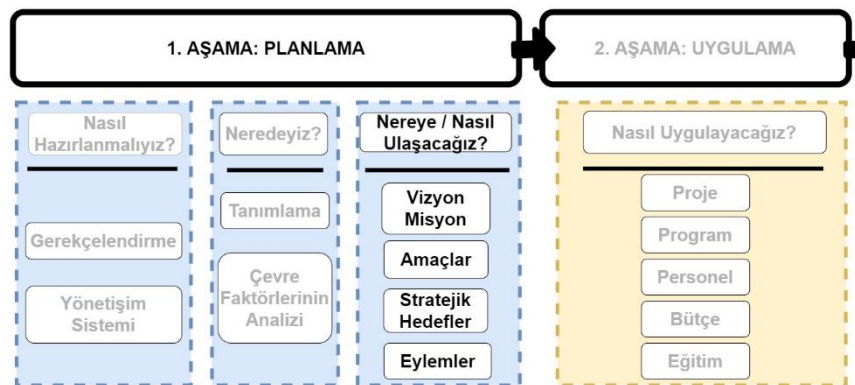 1. AŞAMA: PLANLAMA
2. AŞAMA: UYGULAMA
Nasıl
Hazırlanmalıyız?
Gerekçelendirme
Yönetişim
Sistemi
Neredeyiz?
Tanımlama
Çevre
Faktörlerinin
Analizi
Nereye / Nasıl
Ulaşacağız?
Vizyon
Misyon
Amaçlar
Stratejik
Hedefler
Eylemler
Nasıl Uygulayacağız?
Proje
Program
Personel
Bütçe
Eğitim